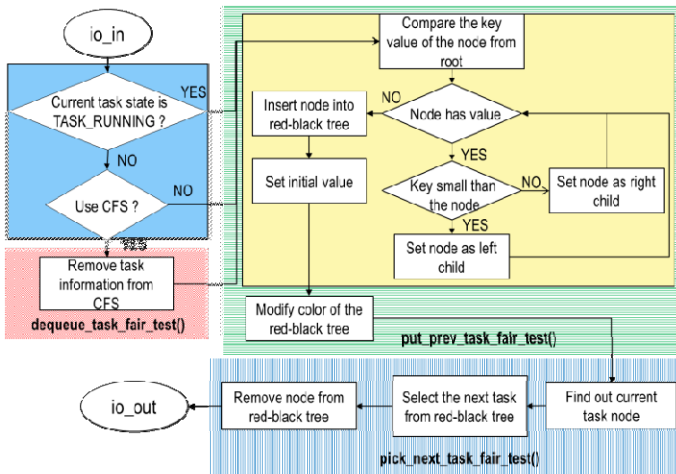 io_in
Current task state is
TASK_RUNNING ?
YES
NO
Use CFS ?
NO
YES
Remove task
information from
CFS
dequeue_task_fair_test()
Compare the key
value of the node from
root
Node has value
NO
Insert node into
red-black tree
Set initial value
YES
Key small than
the node
NO
Set node as right
child
YES
Set node as left
child
Modify color of the
red-black tree
put_prev_task_fair_test()
Find out current
task node
Select the next task
from red-black tree
Remove node from
red-black tree
io_out
pick_next_task_fair_test()